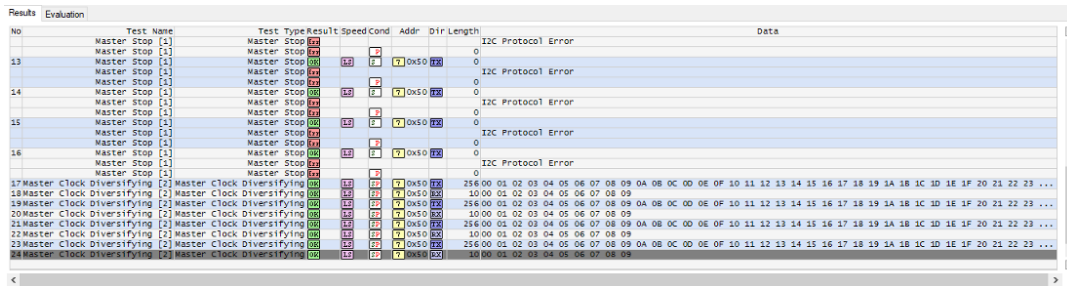 Results Evaluation
No Test Name Test Type Result Speed Cond Addr Dir Length Data
Master Stop [1] Master Stop Err I2C Protocol Error
Master Stop [1] Master Stop Err P 0
13 Master Stop [1] Master Stop OK LS S 7 0x50 TX 0
Master Stop [1] Master Stop Err I2C Protocol Error
Master Stop [1] Master Stop Err P 0
14 Master Stop [1] Master Stop OK LS S 7 0x50 TX 0
Master Stop [1] Master Stop Err I2C Protocol Error
Master Stop [1] Master Stop Err P 0
15 Master Stop [1] Master Stop OK LS S 7 0x50 TX 0
Master Stop [1] Master Stop Err I2C Protocol Error
Master Stop [1] Master Stop Err P 0
16 Master Stop [1] Master Stop OK LS S 7 0x50 TX 0
Master Stop [1] Master Stop Err I2C Protocol Error
Master Stop [1] Master Stop Err P 0
17 Master Clock Diversifying [2] Master Clock Diversifying OK LS SP 7 0x50 TX 256 00 01 02 03 04 05 06 07 08 09 0A 0B 0C 0D 0E 0F 10 11 12 13 14 15 16 17 18 19 1A 1B 1C 1D 1E 1F 20 21 22 23 ...
18 Master Clock Diversifying [2] Master Clock Diversifying OK LS SP 7 0x50 RX 10 00 01 02 03 04 05 06 07 08 09
19 Master Clock Diversifying [2] Master Clock Diversifying OK LS SP 7 0x50 TX 256 00 01 02 03 04 05 06 07 08 09 0A 0B 0C 0D 0E 0F 10 11 12 13 14 15 16 17 18 19 1A 1B 1C 1D 1E 1F 20 21 22 23 ...
20 Master Clock Diversifying [2] Master Clock Diversifying OK LS SP 7 0x50 RX 10 00 01 02 03 04 05 06 07 08 09
21 Master Clock Diversifying [2] Master Clock Diversifying OK LS SP 7 0x50 TX 256 00 01 02 03 04 05 06 07 08 09 0A 0B 0C 0D 0E 0F 10 11 12 13 14 15 16 17 18 19 1A 1B 1C 1D 1E 1F 20 21 22 23 ...
22 Master Clock Diversifying [2] Master Clock Diversifying OK LS SP 7 0x50 RX 10 00 01 02 03 04 05 06 07 08 09
23 Master Clock Diversifying [2] Master Clock Diversifying OK LS SP 7 0x50 TX 256 00 01 02 03 04 05 06 07 08 09 0A 0B 0C 0D 0E 0F 10 11 12 13 14 15 16 17 18 19 1A 1B 1C 1D 1E 1F 20 21 22 23 ...
24 Master Clock Diversifying [2] Master Clock Diversifying OK LS SP 7 0x50 RX 10 00 01 02 03 04 05 06 07 08 09